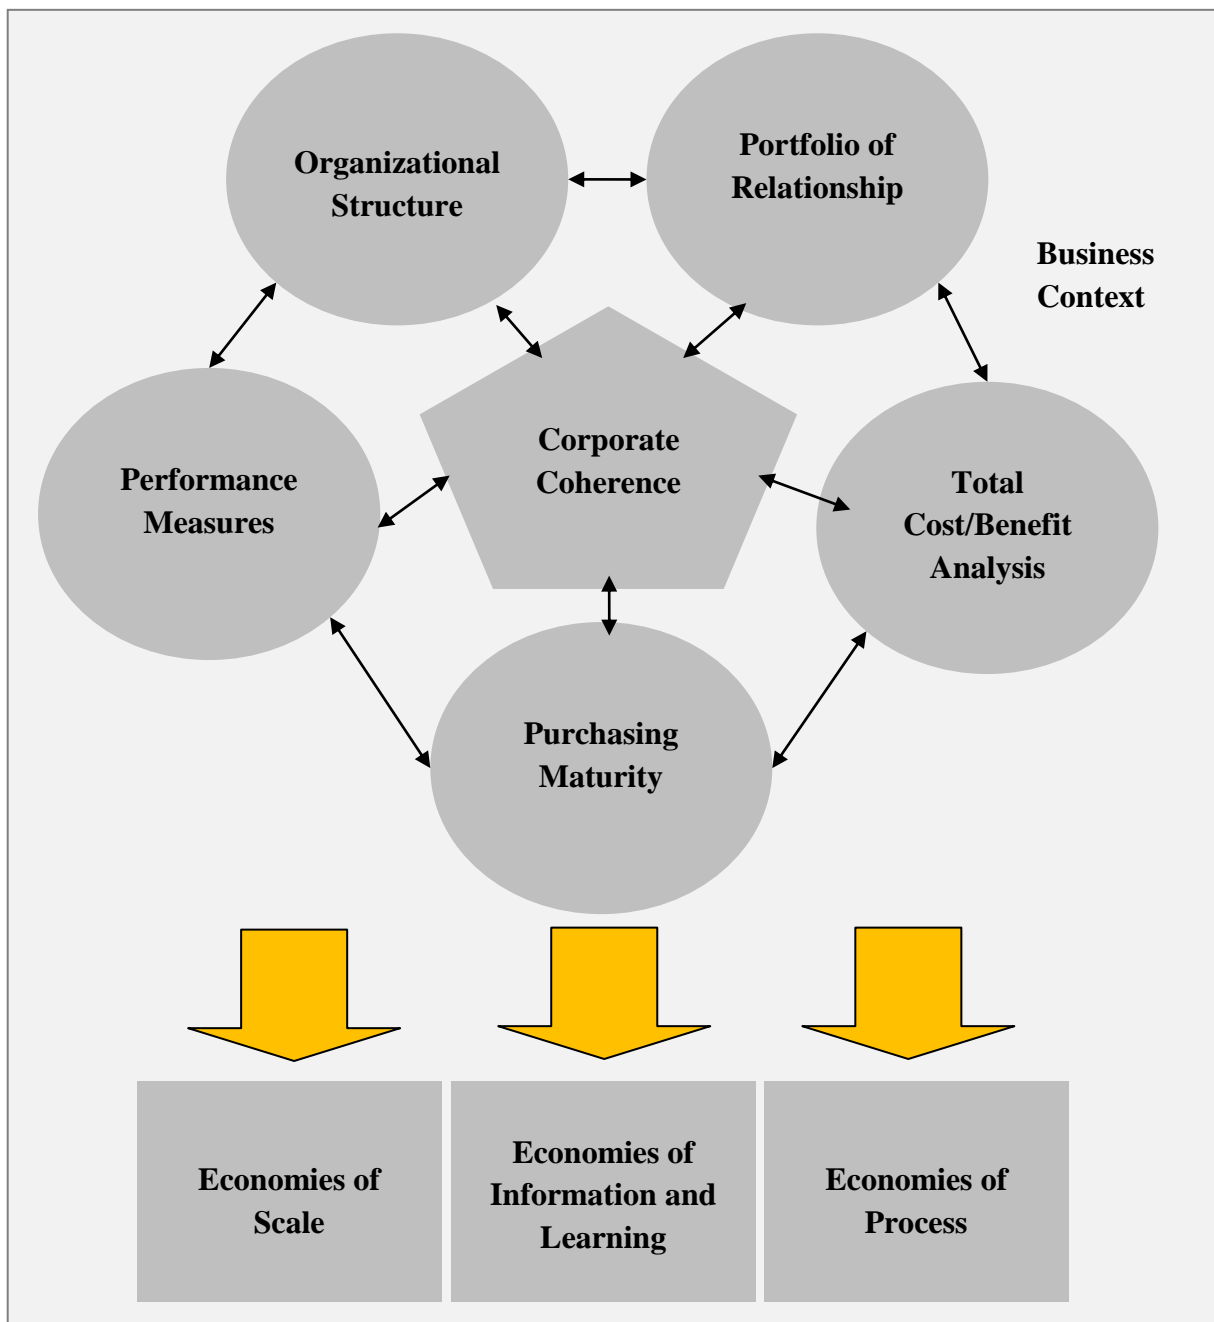 Organizational
Structure
Portfolio of
Relationship
Business
Context
Corporate
Coherence
Performance
Measures
Total
Cost/Benefit
Analysis
Purchasing
Maturity
Economies of
Scale
Economies of
Information and
Learning
Economies of
Process